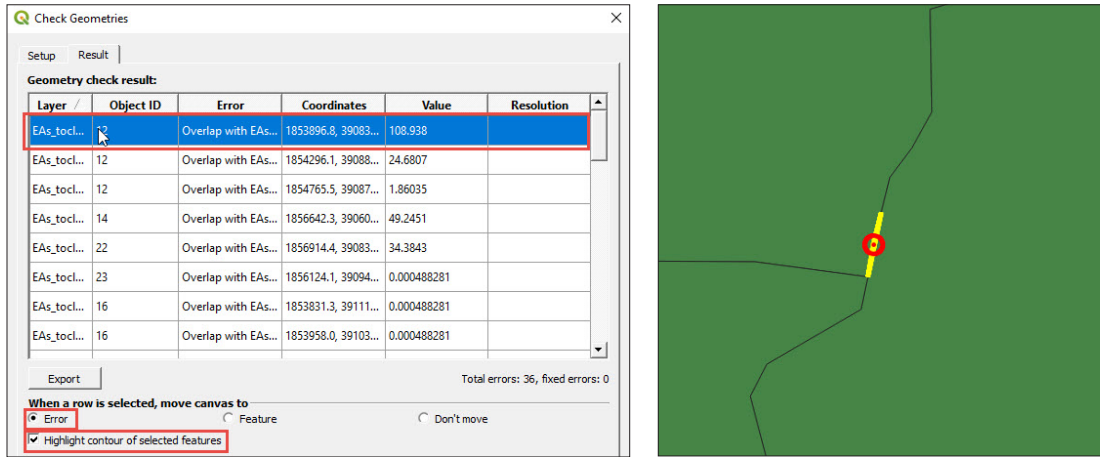 Check Geometries
Setup Result
Geometry check result:
Layer Object ID Error Coordinates Value Resolution
EAs_tocl... 12 Overlap with EAs... 1853896.8, 39083... 108.938
EAs_tocl... 12 Overlap with EAs... 1854296.1, 39088... 24.6807
EAs_tocl... 12 Overlap with EAs... 1854765.5, 39087... 1.86035
EAs_tocl... 14 Overlap with EAs... 1856642.3, 39060... 49.2451
EAs_tocl... 22 Overlap with EAs... 1856914.4, 39083... 34.3843
EAs_tocl... 23 Overlap with EAs... 1856124.1, 39094... 0.000488281
EAs_tocl... 16 Overlap with EAs... 1853831.3, 39111... 0.000488281
EAs_tocl... 16 Overlap with EAs... 1853958.0, 39103... 0.000488281
Export Total errors: 36, fixed errors: 0
When a row is selected, move canvas to
Error Feature Don't move
Highlight contour of selected features